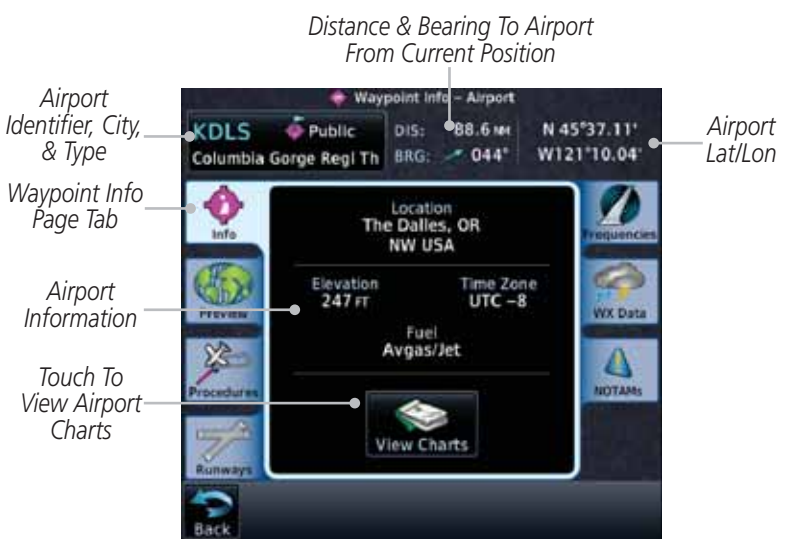 Distance & Bearing To Airport
From Current Position
Airport
Identifier, City,
& Type
Waypoint Info
Page Tab
Airport
Information
Touch To
View Airport
Charts
Airport
Lat/Lon
Waypoint Info – Airport
KDLS Public
Columbia Gorge Regl Th
DIS: 88.6 NM
BRG: 044°
N 45°37.11'
W121°10.04'
Info
Preview
Procedures
Runways
Location
The Dalles, OR
NW USA
Elevation
247 FT
Time Zone
UTC –8
Fuel
Avgas/Jet
View Charts
Frequencies
WX Data
NOTAMs
Back